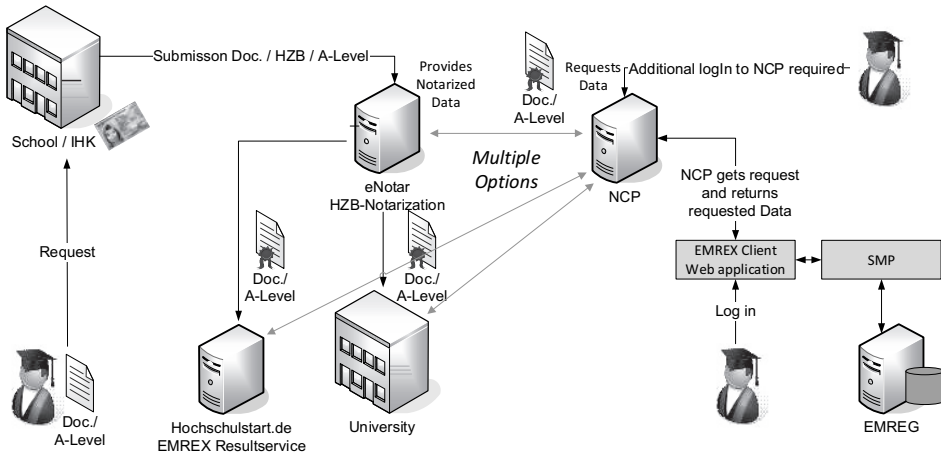 Submisson Doc. / HZB / A-Level
Provides
Notarized
Data
Doc./
A-Level
Requests
Data
Additional logIn to NCP required
School / IHK
eNotar
HZB-Notarization
Multiple
Options
NCP
NCP gets request
and returns
requested Data
Request
Doc./
A-Level
Doc./
A-Level
EMREX Client
Web application
SMP
Log in
Doc./
A-Level
Hochschulstart.de
EMREX Resultservice
University
EMREG